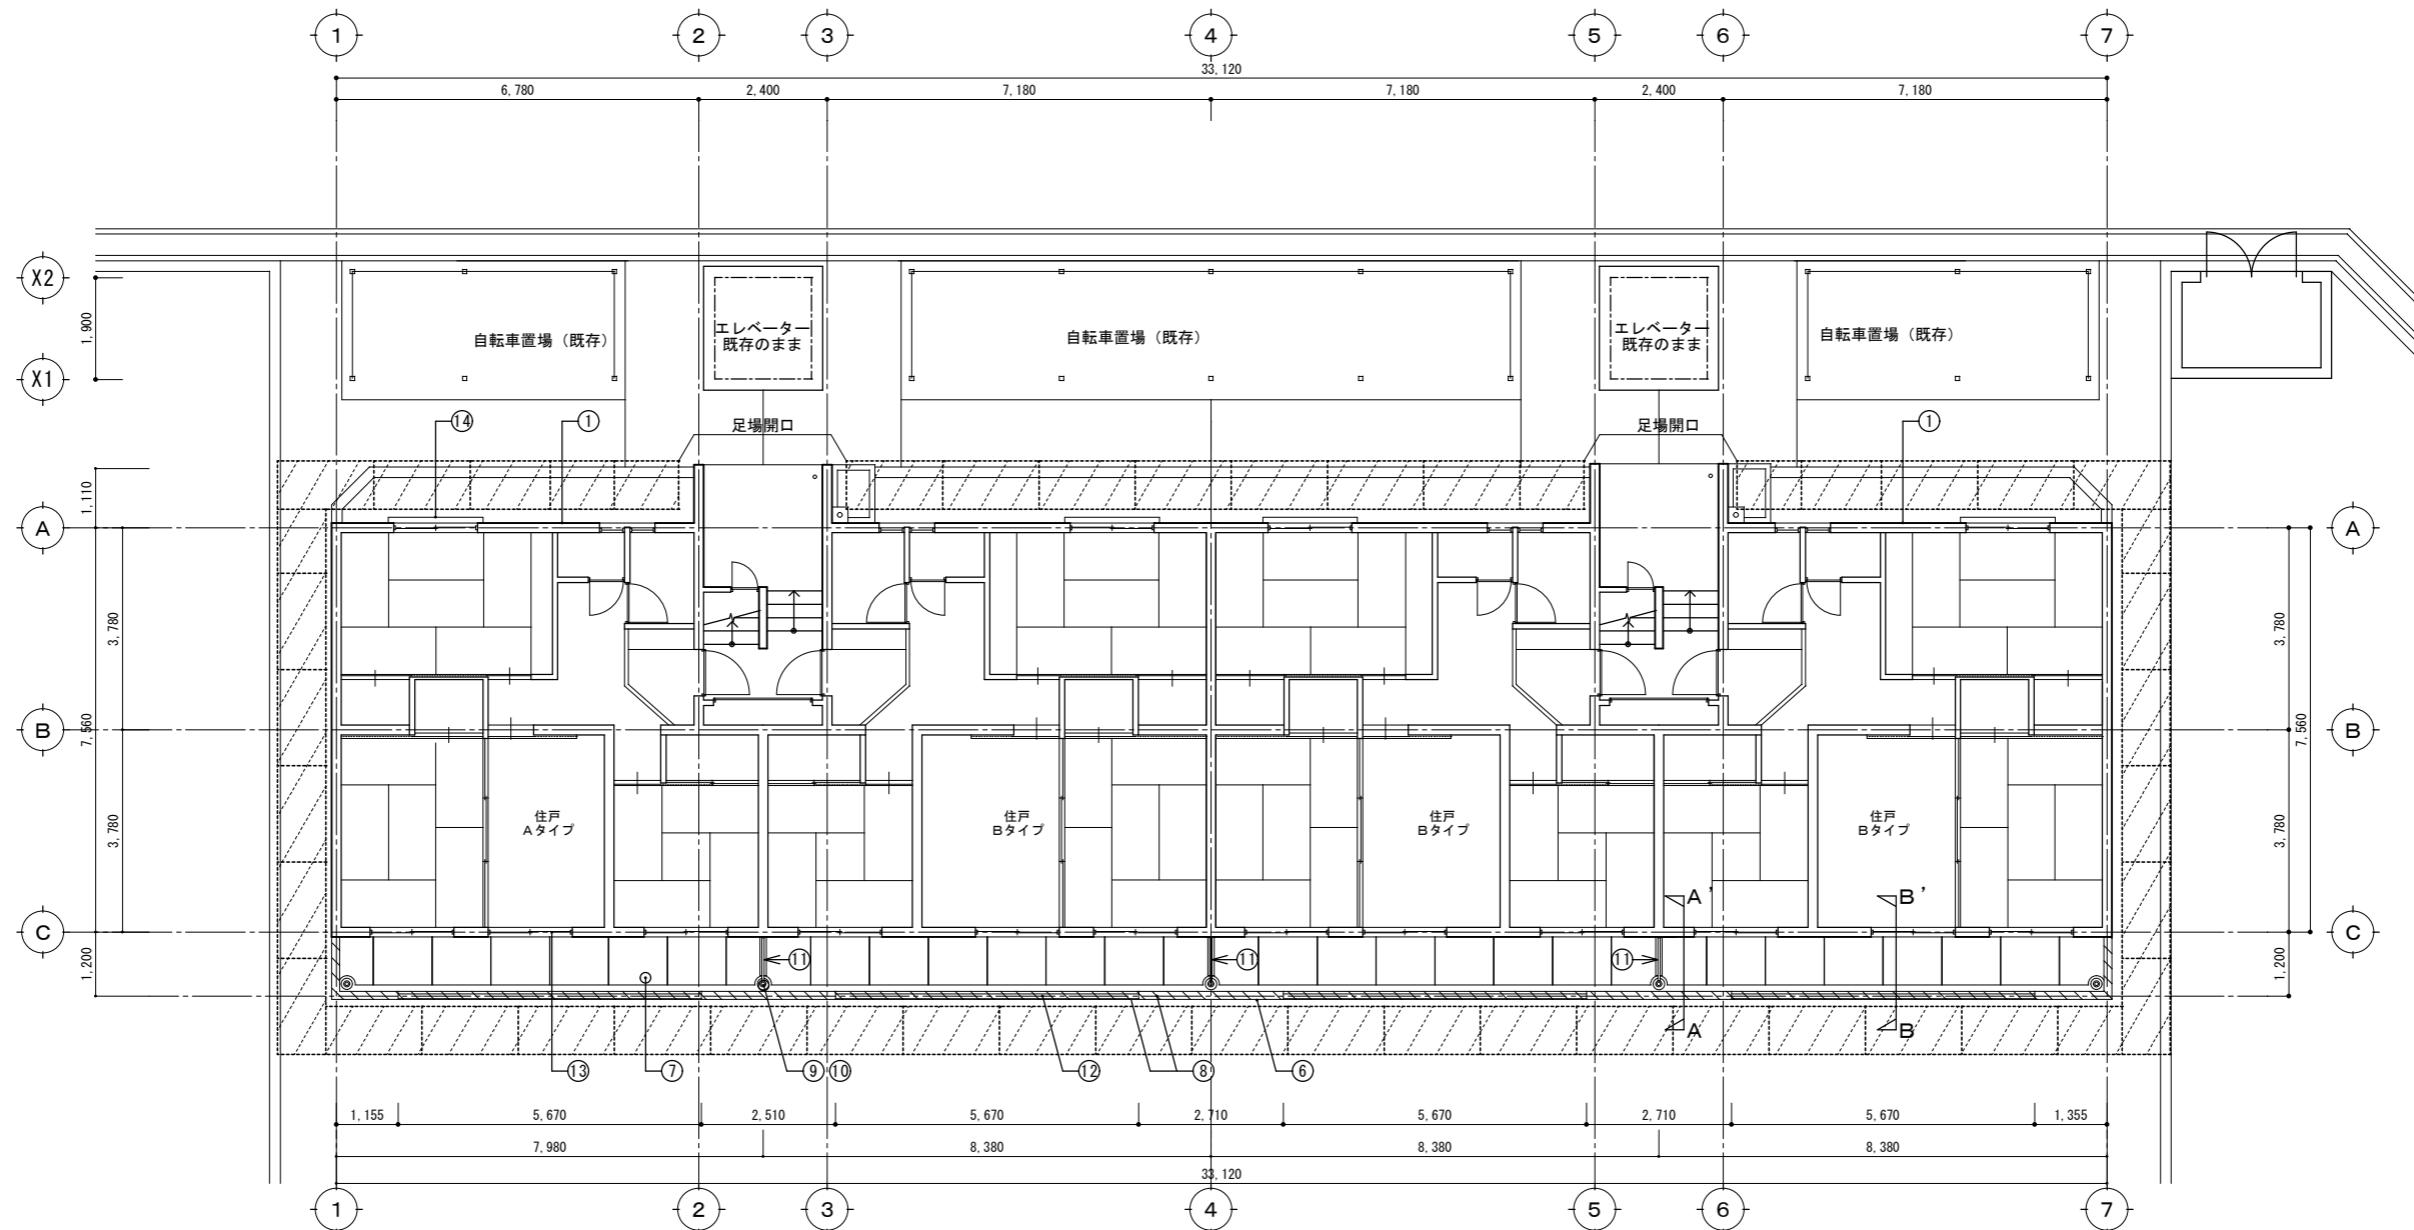 1 2 3 4 5 6 7
33,120
6,780 2,400 7,180 7,180 2,400 7,180
X2
1,900
X1
エレベーター
既存のまま
エレベーター
既存のまま
自転車置場（既存）
自転車置場（既存）
自転車置場（既存）
14 1
足場開口
足場開口
1
1,110
A A
3,780 3,780
B B
7,560 7,560
3,780 3,780
住戸
Aタイプ
住戸
Bタイプ
住戸
Bタイプ
住戸
Bタイプ
A' B'
C C
1,200 1,200
11 11 11
A B
13 7 9 10 12 8 6
1,155 5,670 2,510 5,670 2,710 5,670 2,710 5,670 1,355
7,980 8,380 8,380 8,380
33,120
1 2 3 4 5 6 7